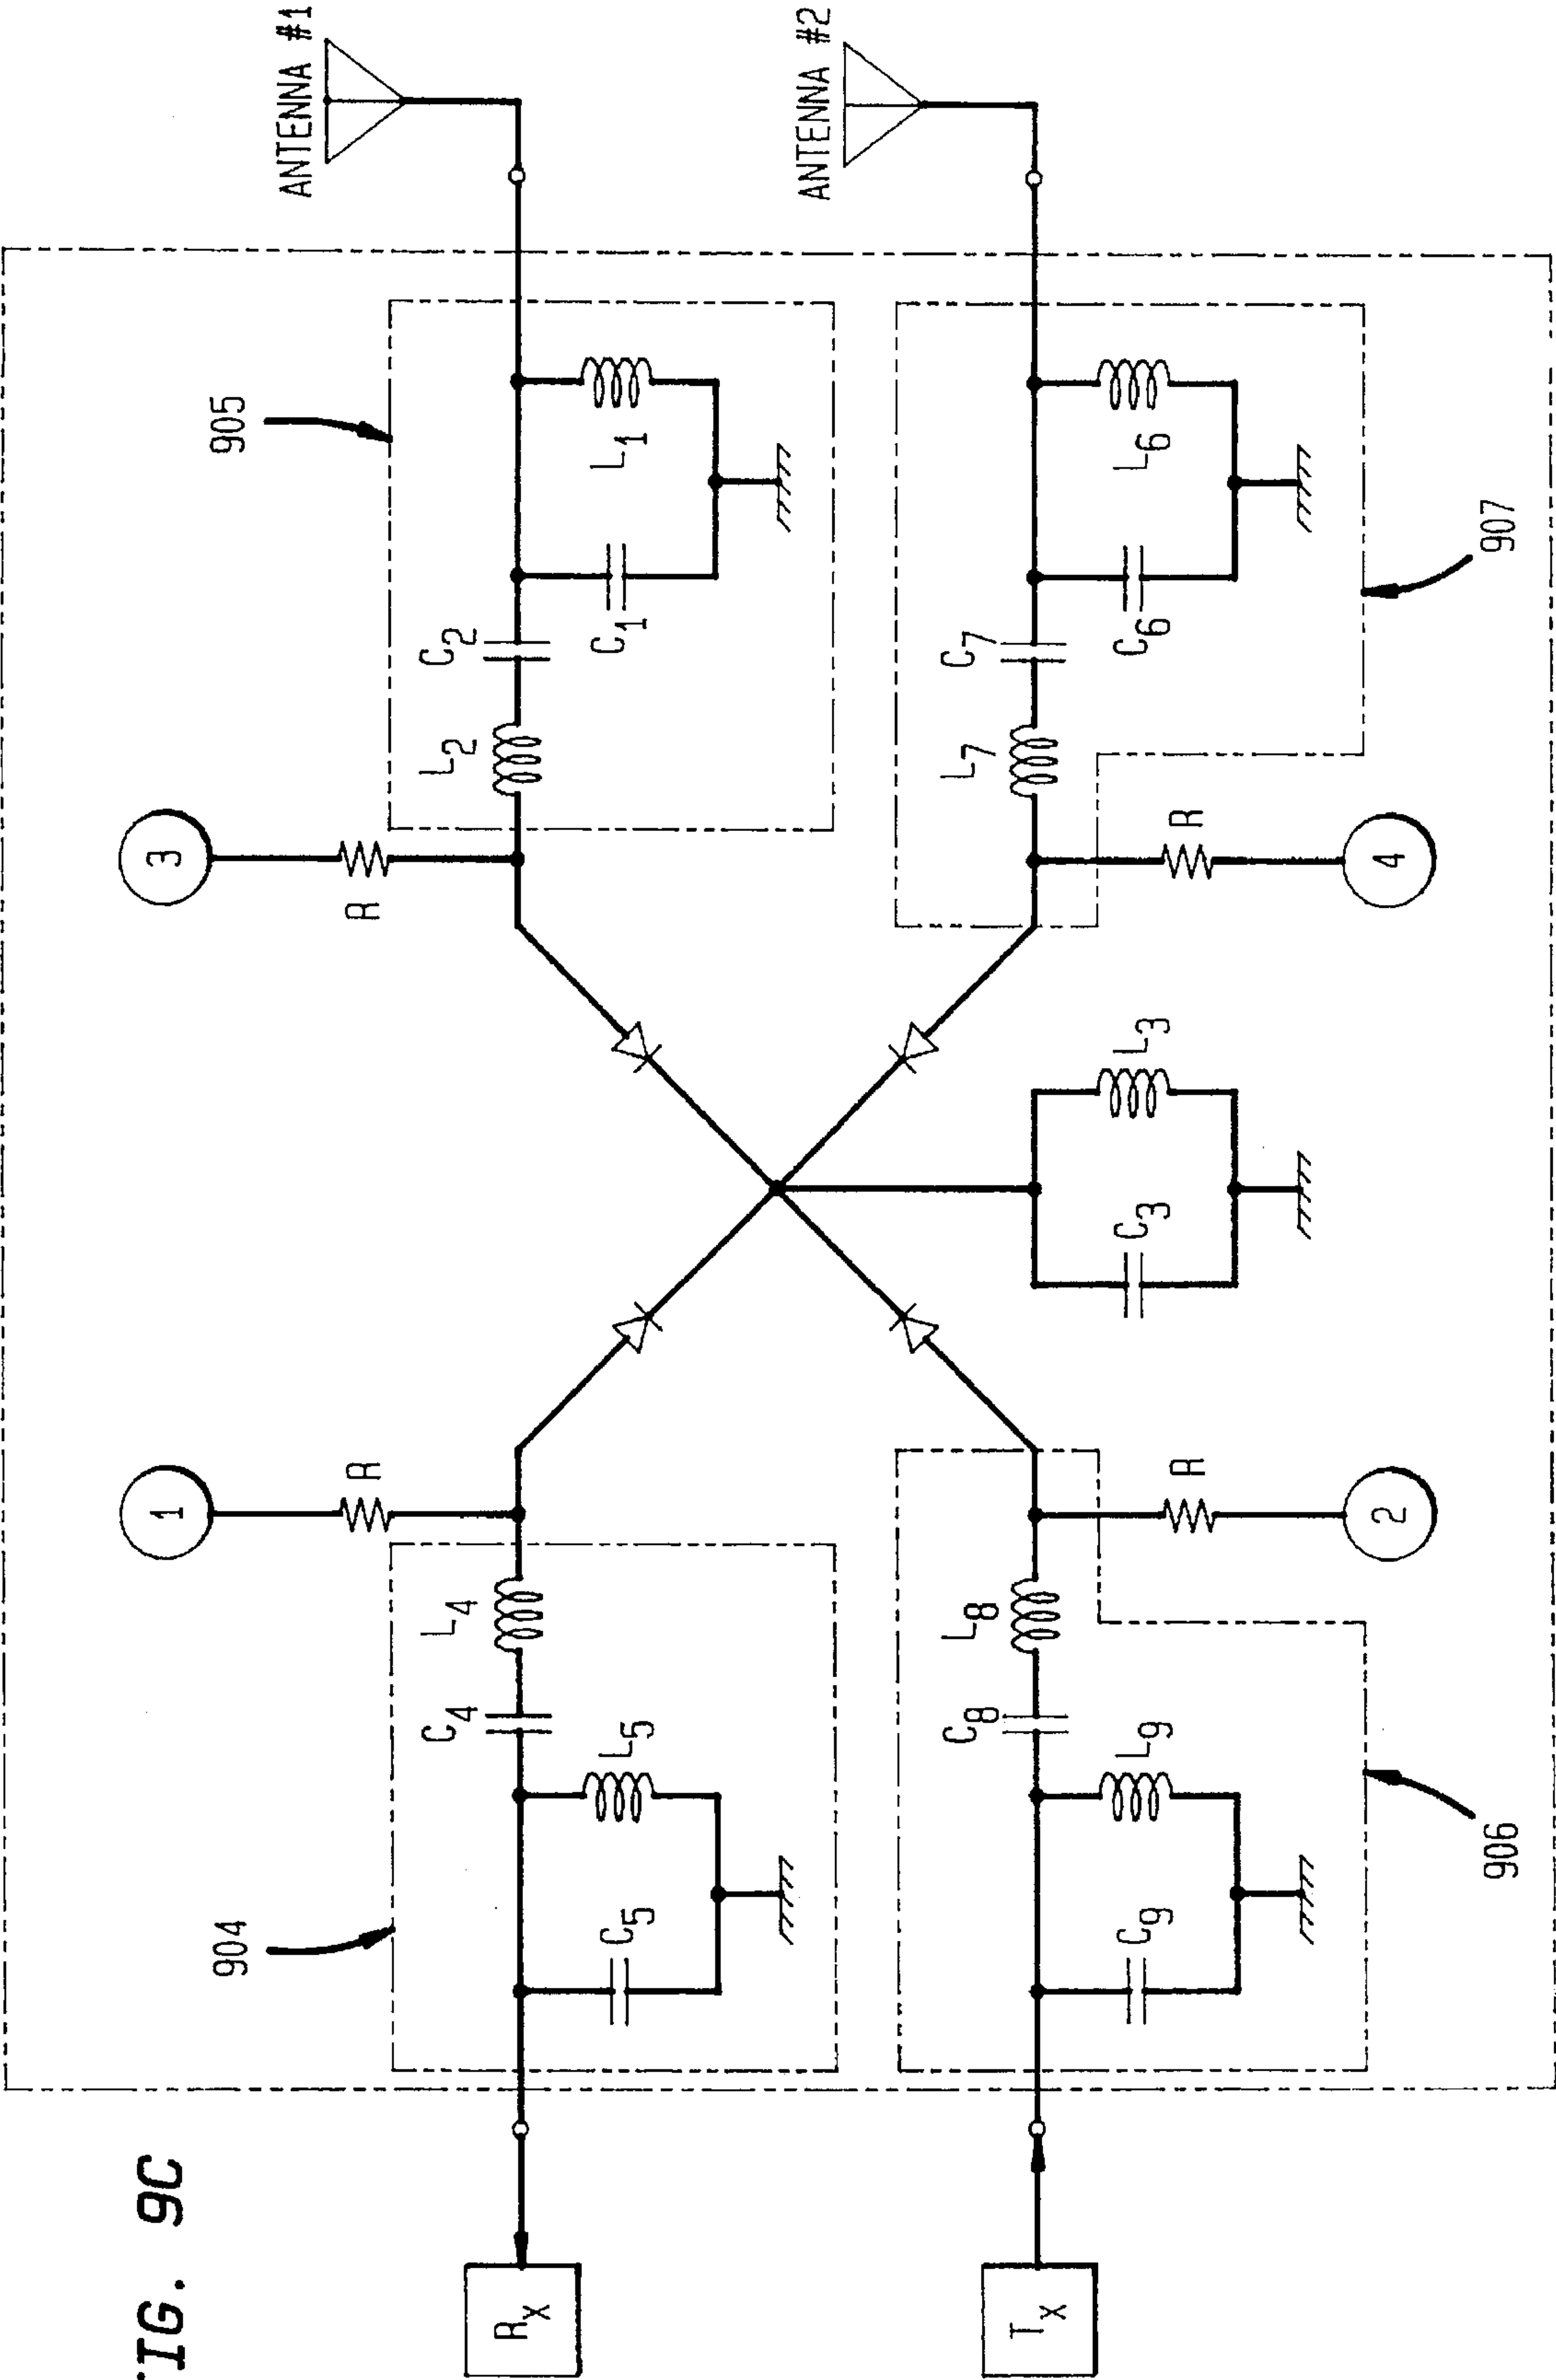 FIG. 9C
1
3
904
905
ANTENNA #1
R
R
C4
L4
L2
C2
Rx
C5
L5
C1
L1
ANTENNA #2
C8
L8
L7
C7
Tx
C9
L9
C3
L3
C6
L6
R
R
2
4
906
907